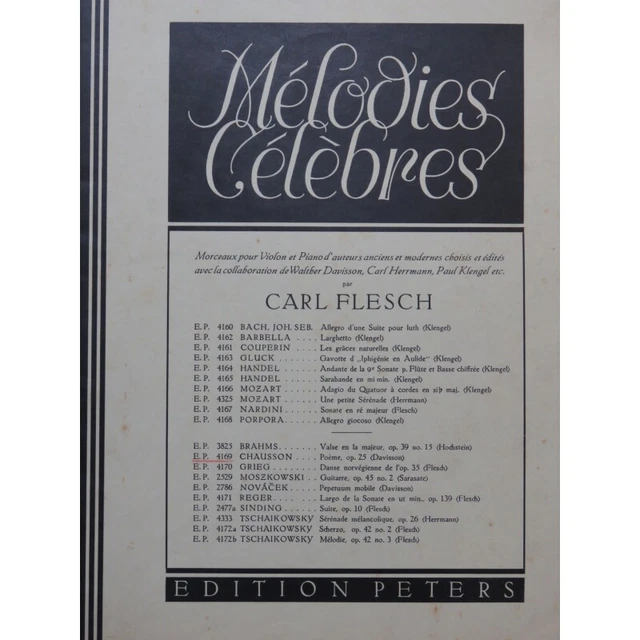 Mélodies
Célèbres
Morceaux pour Violon et Piano d'auteurs anciens et modernes choisis et édités
avec la collaboration de Walther Davisson, Carl Herrmann, Paul Klengel etc.
par
CARL FLESCH
E. P. 4160 BACH, JOH. SEB. Allegro d'une Suite pour luth (Klengel)
E. P. 4162 BARBELLA .... Larghetto (Klengel)
E. P. 4161 COUPERIN .... Les grâces naturelles (Klengel)
E. P. 4163 GLUCK ...... Gavotte d „Iphigénie en Aulide" (Klengel)
E. P. 4164 HANDEL ...... Andante de la 9e Sonate p. Flûte et Basse chiffrée (Klengel)
E. P. 4165 HANDEL ...... Sarabande en mi min. (Klengel)
E. P. 4166 MOZART ...... Adagio du Quatuor à cordes en si♭ maj. (Klengel)
E. P. 4325 MOZART ...... Une petite Sérénade (Herrmann)
E. P. 4167 NARDINI ...... Sonate en ré majeur (Flesch)
E. P. 4168 PORPORA ..... Allegro giocoso (Klengel)
E. P. 3825 BRAHMS ....... Valse en la majeur, op. 39 no. 15 (Hochstein)
E. P. 4169 CHAUSSON .... Poème, op. 25 (Davisson)
E. P. 4170 GRIEG ........ Danse norvégienne de l'op. 35 (Flesch)
E. P. 2529 MOSZKOWSKI .. Guitarre, op. 45 no. 2 (Sarasate)
E. P. 2786 NOVÁČEK ..... Pepetuum mobile (Davisson)
E. P. 4171 REGER ........ Largo de la Sonate en ut min., op. 139 (Flesch)
E. P. 2477a SINDING ...... Suite, op. 10 (Flesch)
E. P. 4333 TSCHAIKOWSKY Sérénade mélancolique, op. 26 (Herrmann)
E. P. 4172a TSCHAIKOWSKY Scherzo, op. 42 no. 2 (Flesch)
E. P. 4172b TSCHAIKOWSKY Mélodie, op. 42 no. 3 (Flesch)
EDITION PETERS